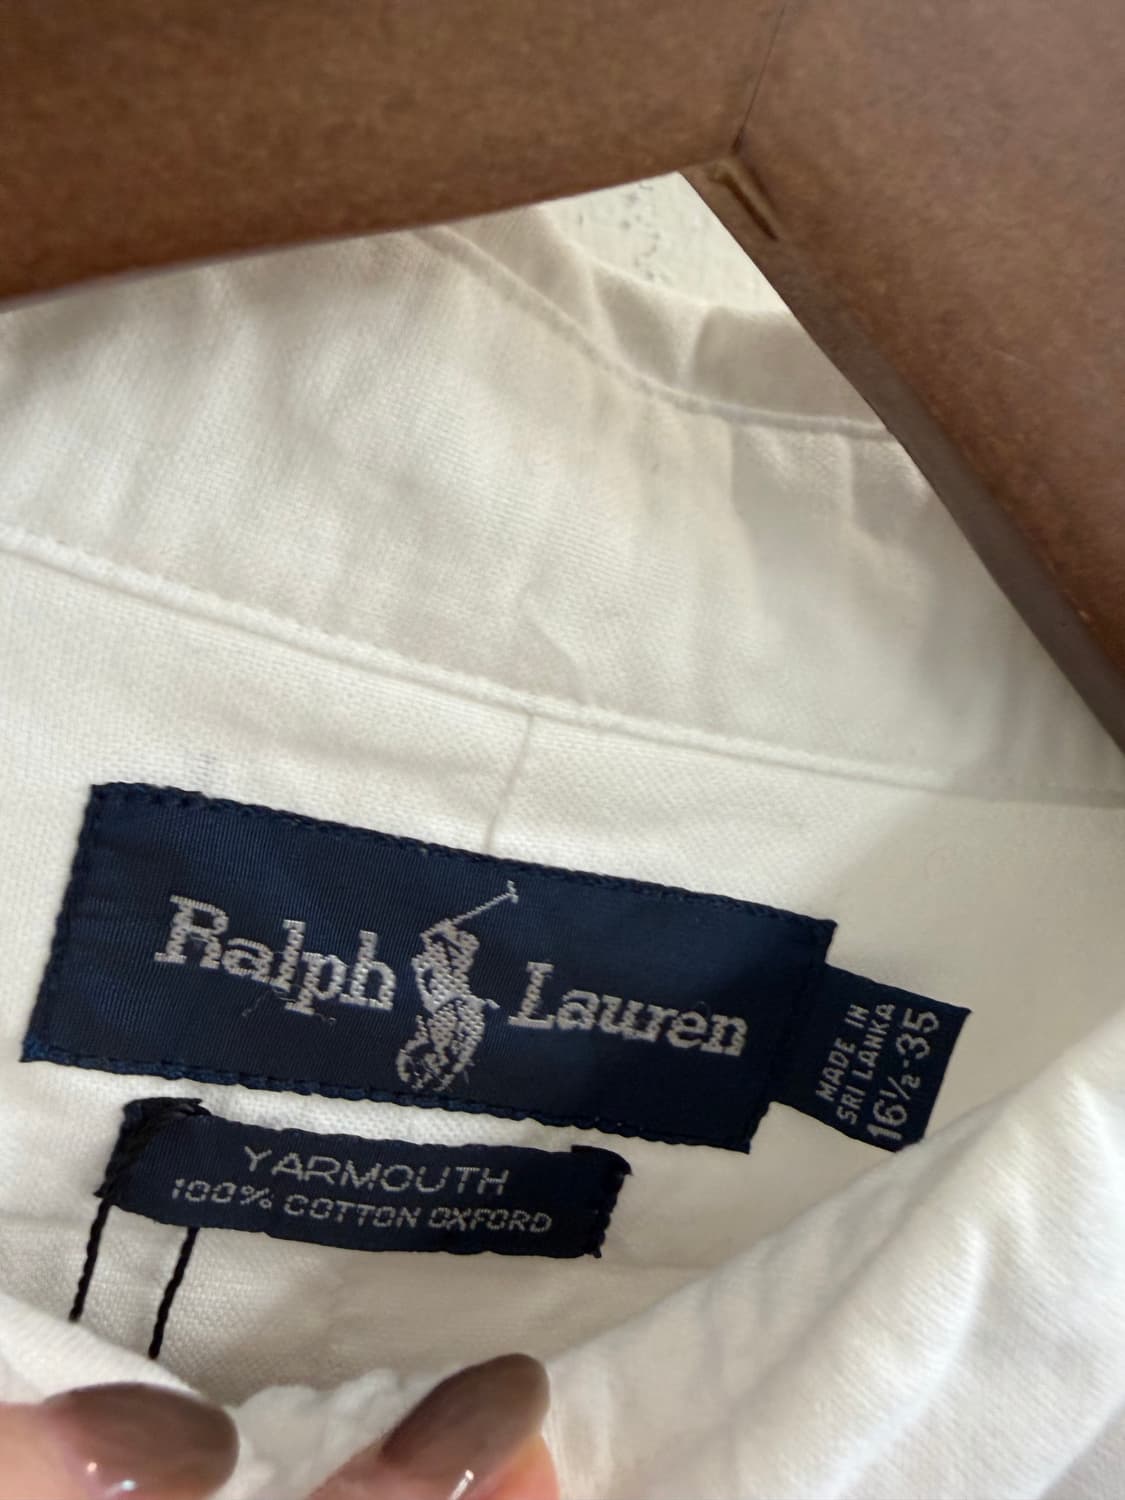 Ralph Lauren
MADE IN
SRI LANKA
16½-35
YARMOUTH
100% COTTON OXFORD